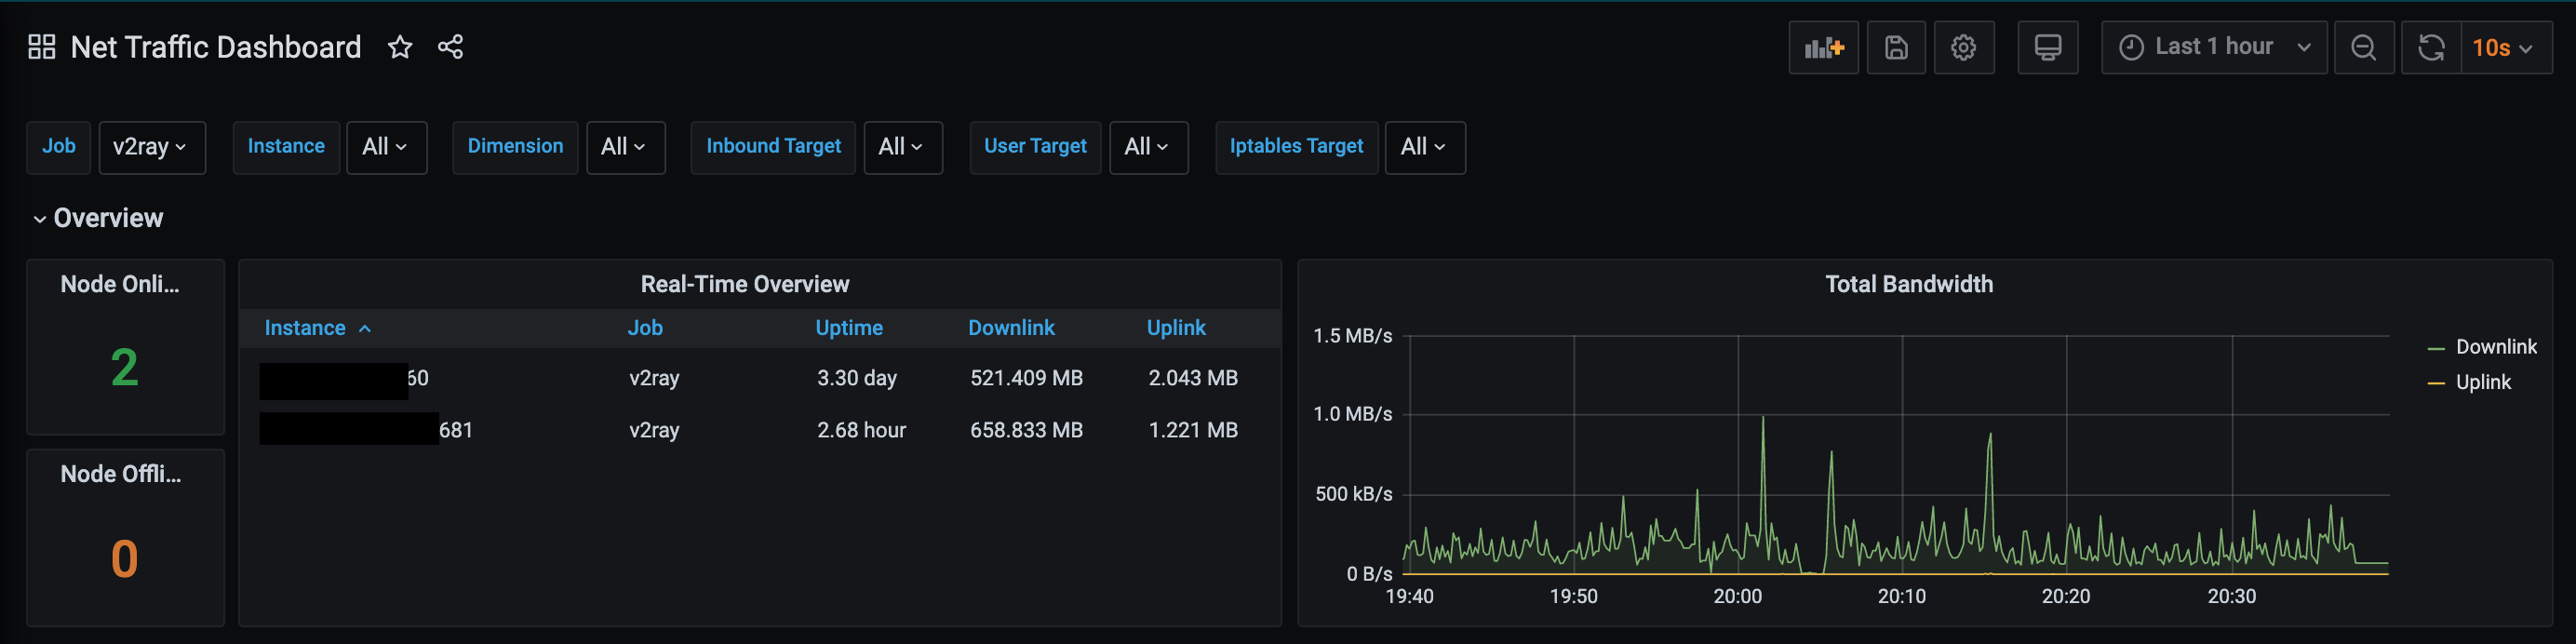 Net Traffic Dashboard
Last 1 hour
10s
Job v2ray Instance All Dimension All Inbound Target All User Target All Iptables Target All
Overview
Node Onli...
2
Node Offli...
0
Real-Time Overview
Instance Job Uptime Downlink Uplink
60 v2ray 3.30 day 521.409 MB 2.043 MB
681 v2ray 2.68 hour 658.833 MB 1.221 MB
Total Bandwidth
1.5 MB/s
1.0 MB/s
500 kB/s
0 B/s
19:40 19:50 20:00 20:10 20:20 20:30
Downlink
Uplink